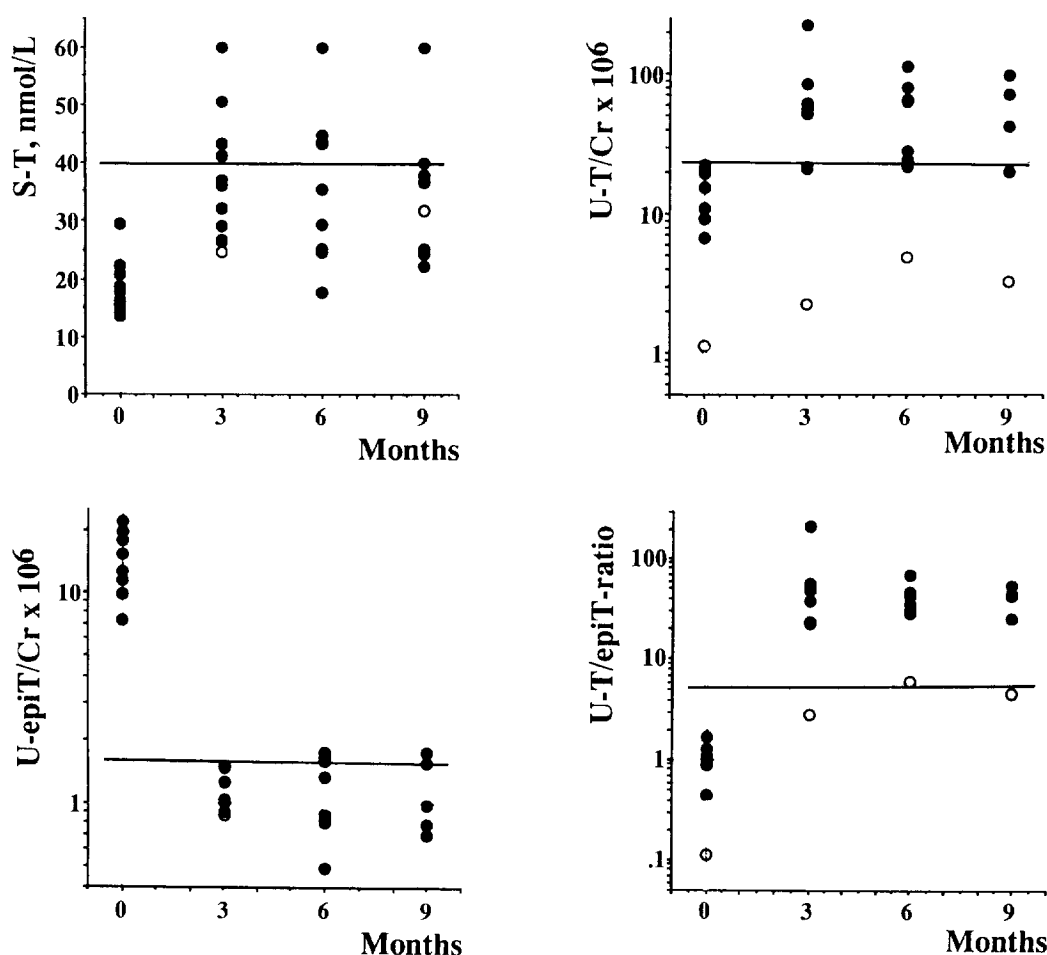 S-T, nmol/L
60
50
40
30
20
10
0
0 3 6 9
Months
U-T/Cr x 10⁶
100
10
1
0 3 6 9
Months
U-epiT/Cr x 10⁶
10
1
0 3 6 9
Months
U-T/epiT-ratio
100
10
1
.1
0 3 6 9
Months